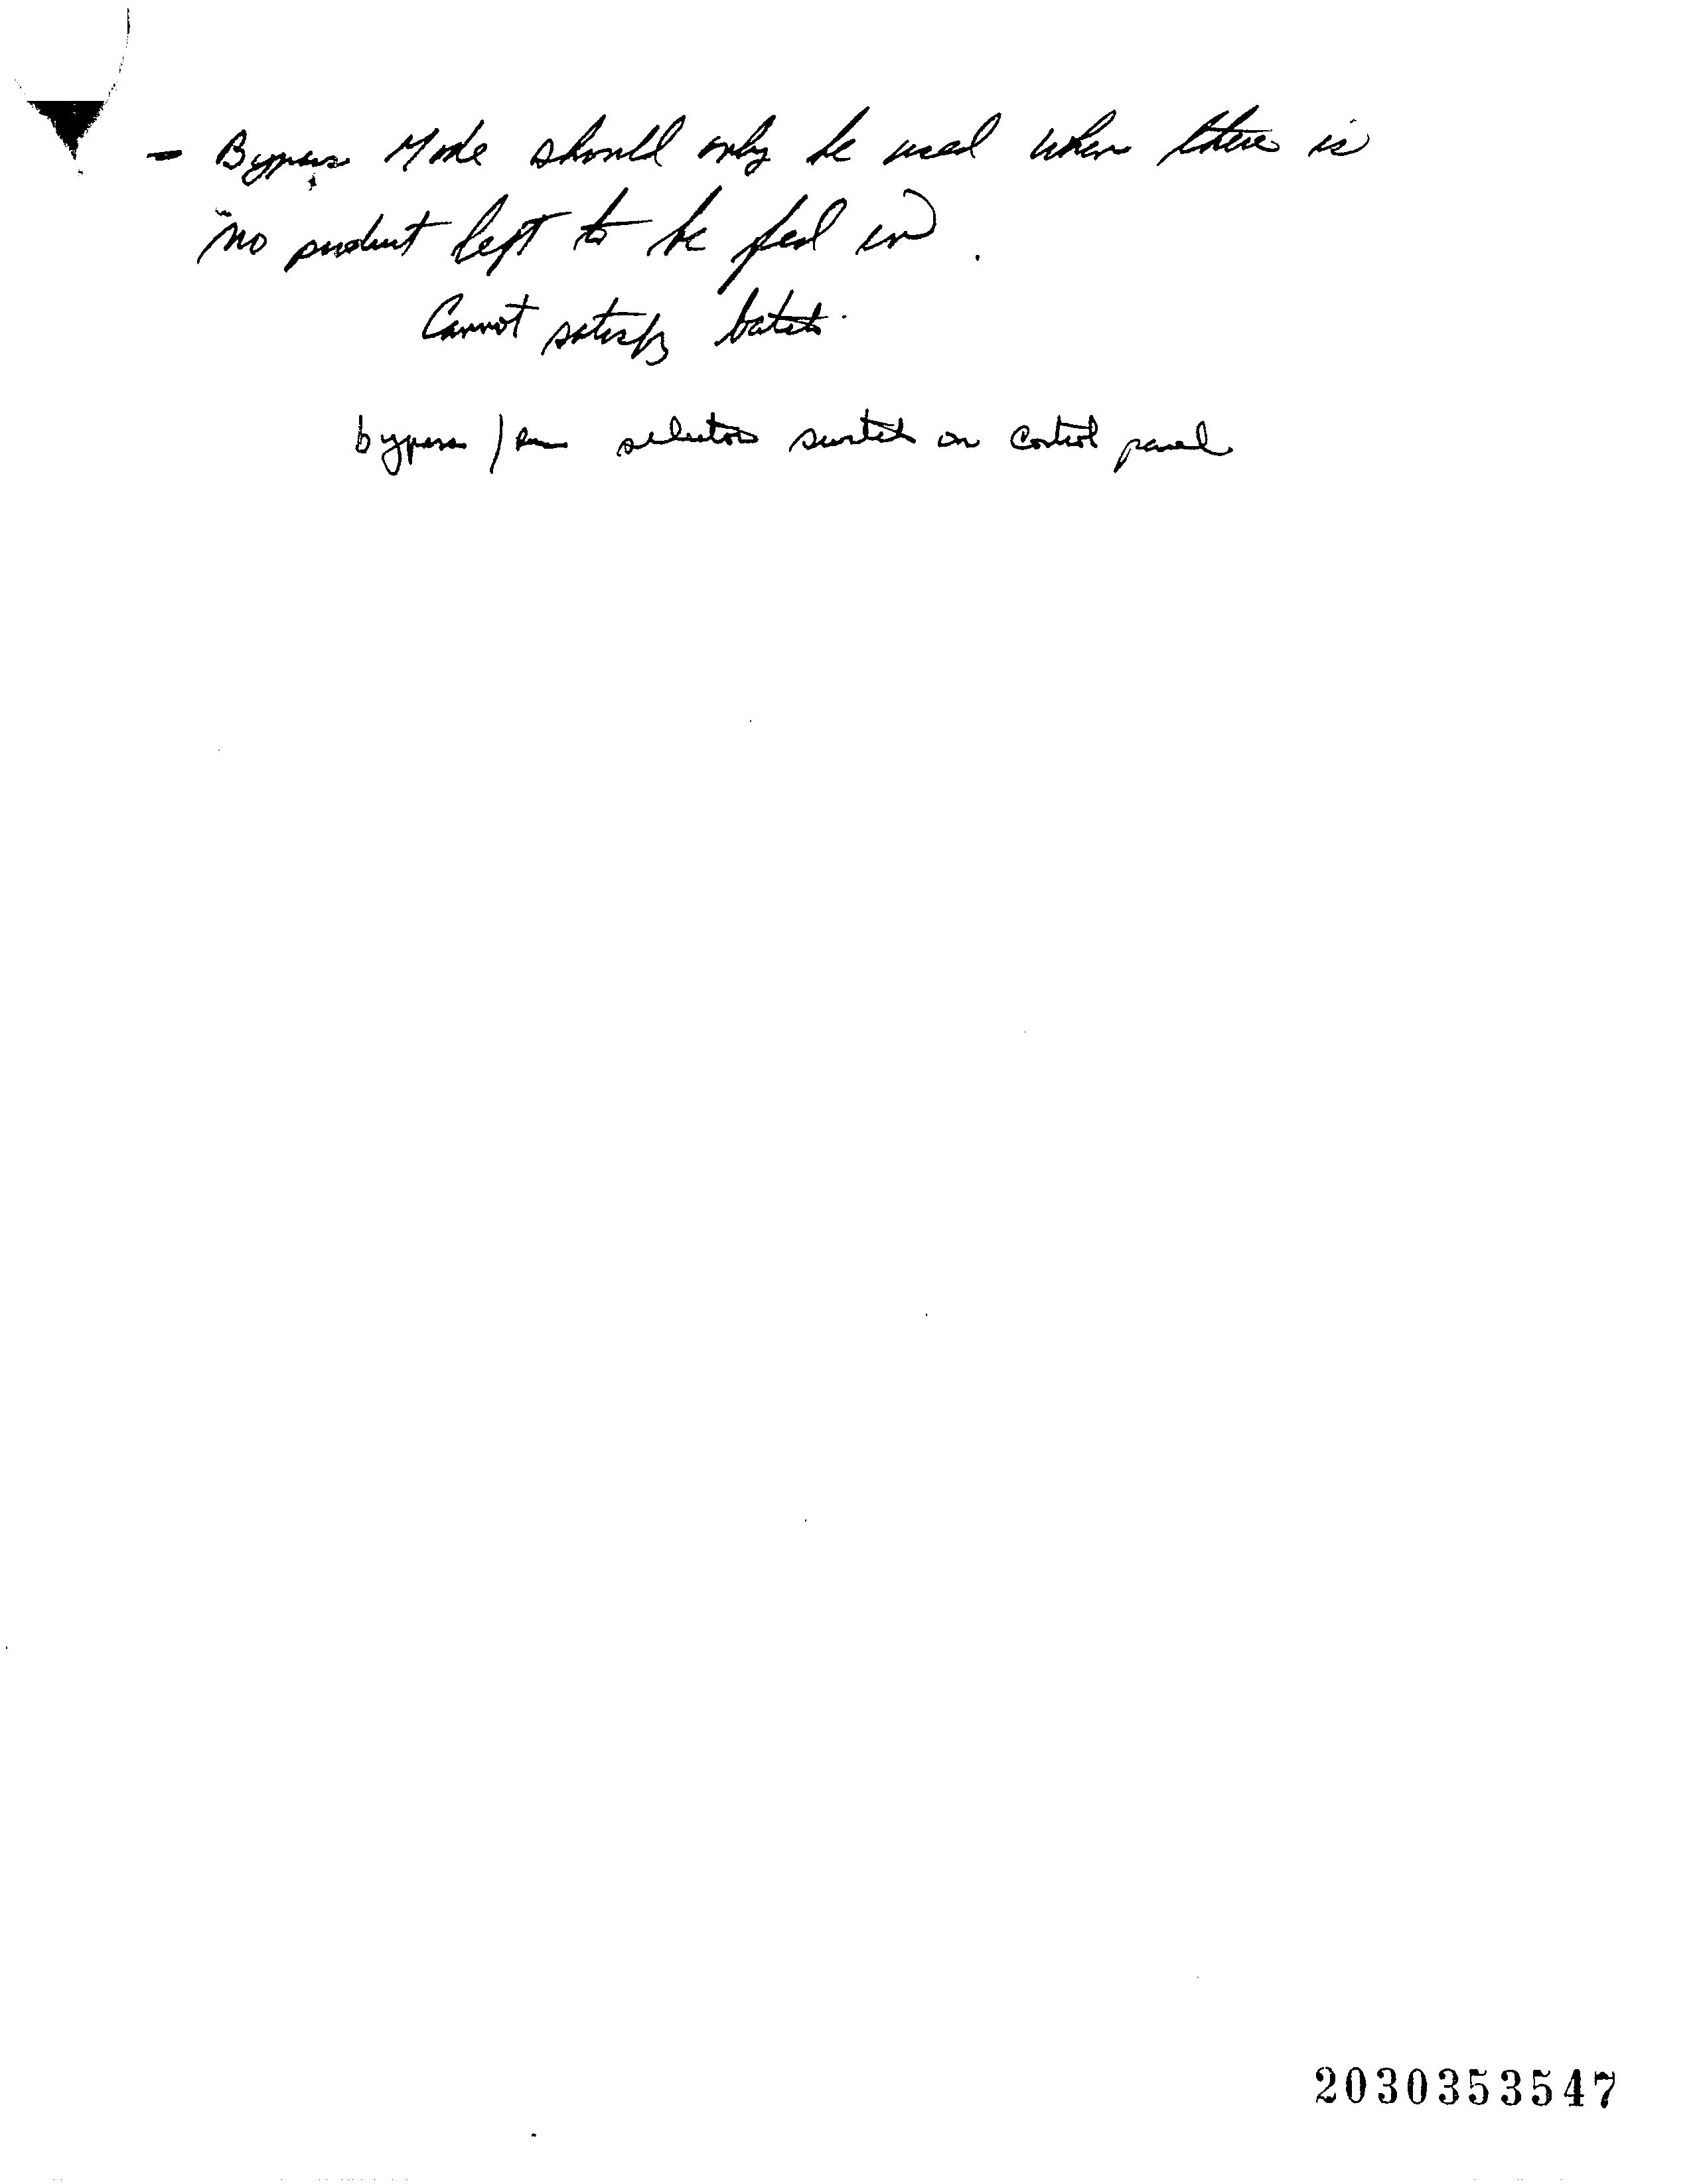 - Bypass Mode should only be used when there is
no product left to be fed in.
Cannot satisfy batch.
bypass / run selector switch on control panel
2030353547